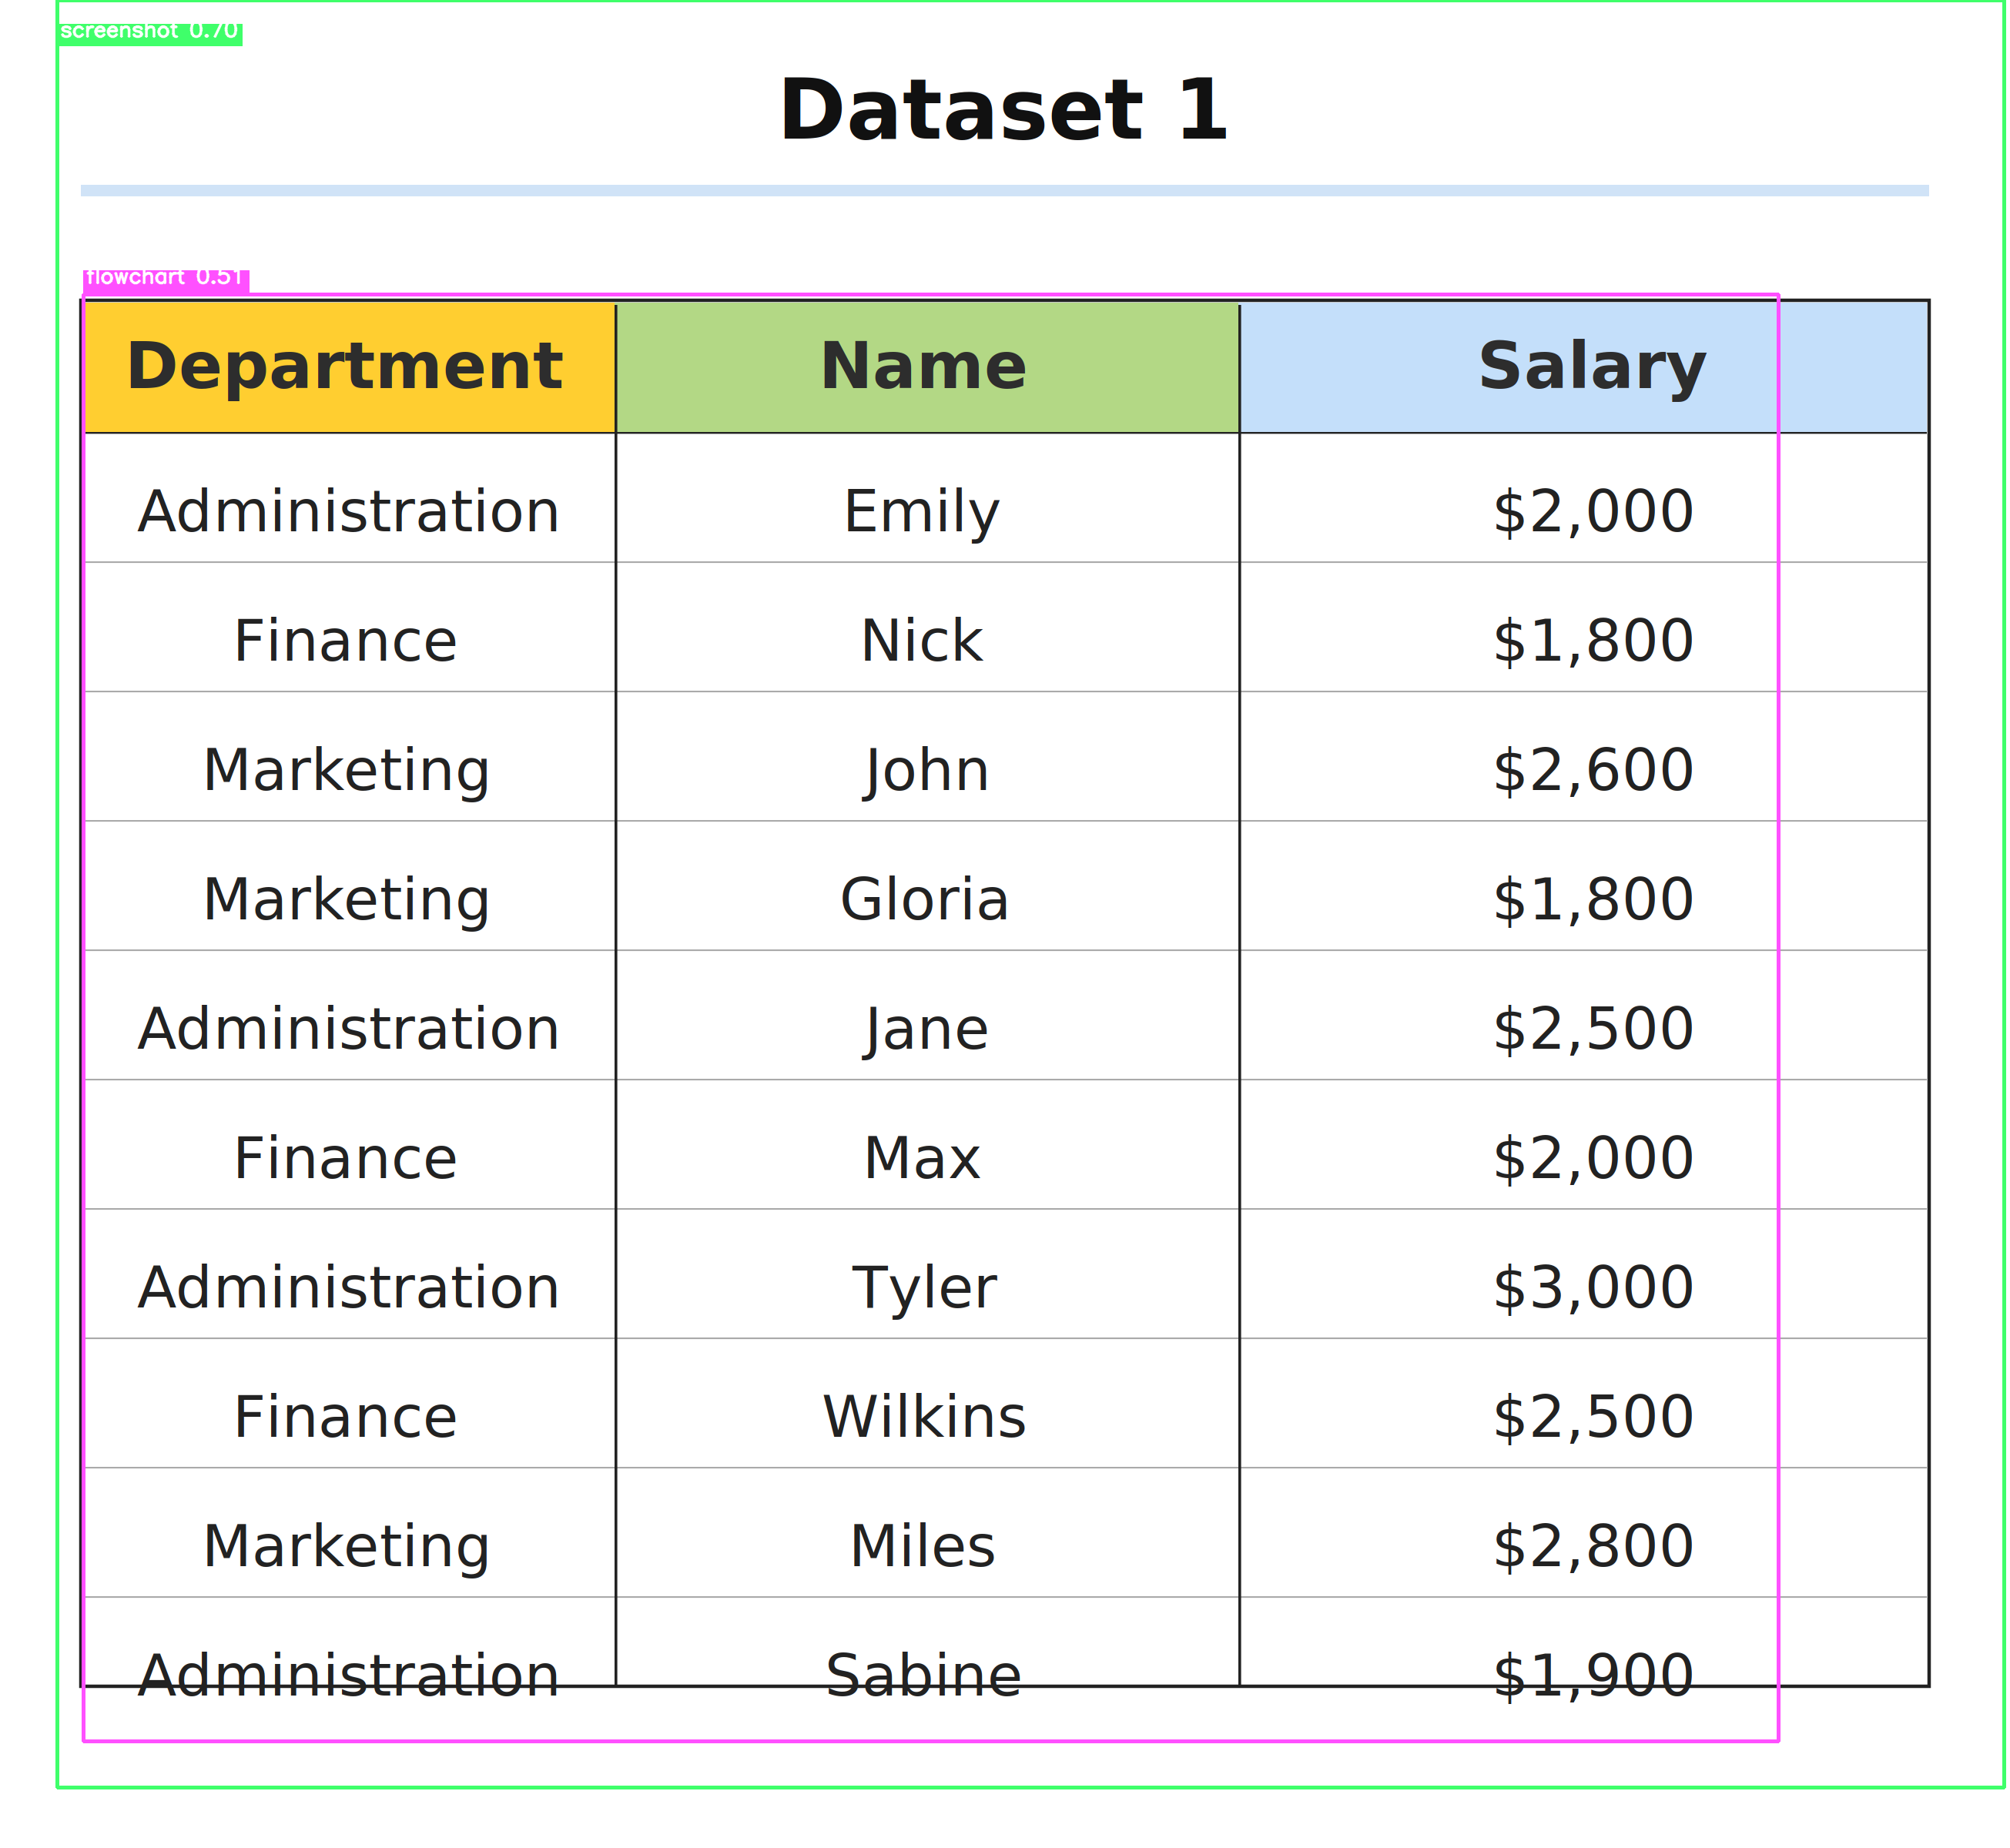 screenshot 0.70
Dataset 1
flowchart 0.51
Department Name Salary
Administration Emily $2,000
Finance Nick $1,800
Marketing John $2,600
Marketing Gloria $1,800
Administration Jane $2,500
Finance Max $2,000
Administration Tyler $3,000
Finance Wilkins $2,500
Marketing Miles $2,800
Administration Sabine $1,900